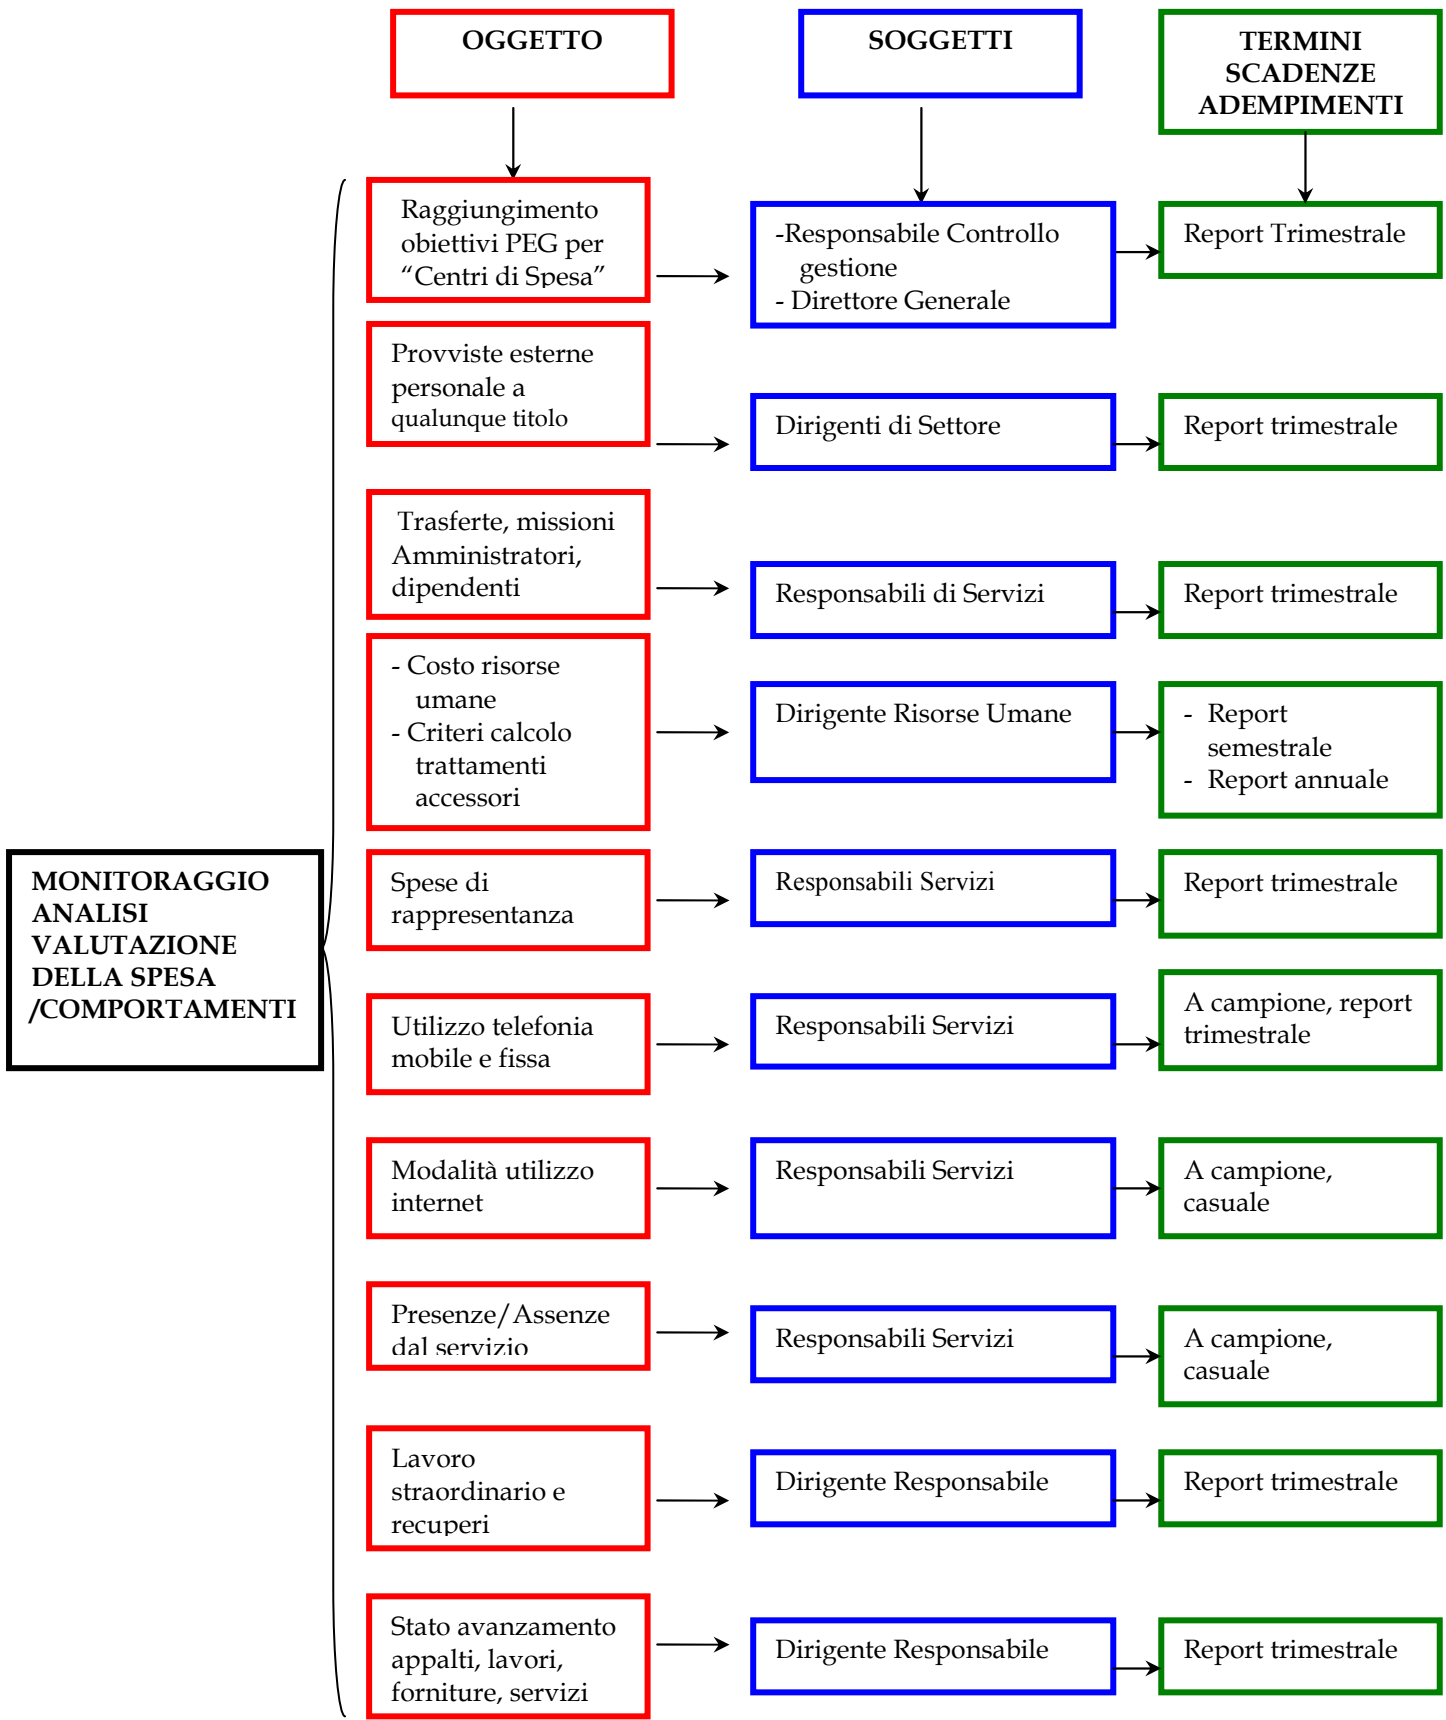 OGGETTO
SOGGETTI
TERMINI
SCADENZE
ADEMPIMENTI
Raggiungimento
obiettivi PEG per
“Centri di Spesa”
-Responsabile Controllo
gestione
- Direttore Generale
Report Trimestrale
Provviste esterne
personale a
qualunque titolo
Dirigenti di Settore
Report trimestrale
Trasferte, missioni
Amministratori,
dipendenti
Responsabili di Servizi
Report trimestrale
- Costo risorse
umane
- Criteri calcolo
trattamenti
accessori
Dirigente Risorse Umane
- Report
semestrale
- Report annuale
MONITORAGGIO
ANALISI
VALUTAZIONE
DELLA SPESA
/COMPORTAMENTI
Spese di
rappresentanza
Responsabili Servizi
Report trimestrale
Utilizzo telefonia
mobile e fissa
Responsabili Servizi
A campione, report
trimestrale
Modalità utilizzo
internet
Responsabili Servizi
A campione,
casuale
Presenze/Assenze
dal servizio
Responsabili Servizi
A campione,
casuale
Lavoro
straordinario e
recuperi
Dirigente Responsabile
Report trimestrale
Stato avanzamento
appalti, lavori,
forniture, servizi
Dirigente Responsabile
Report trimestrale